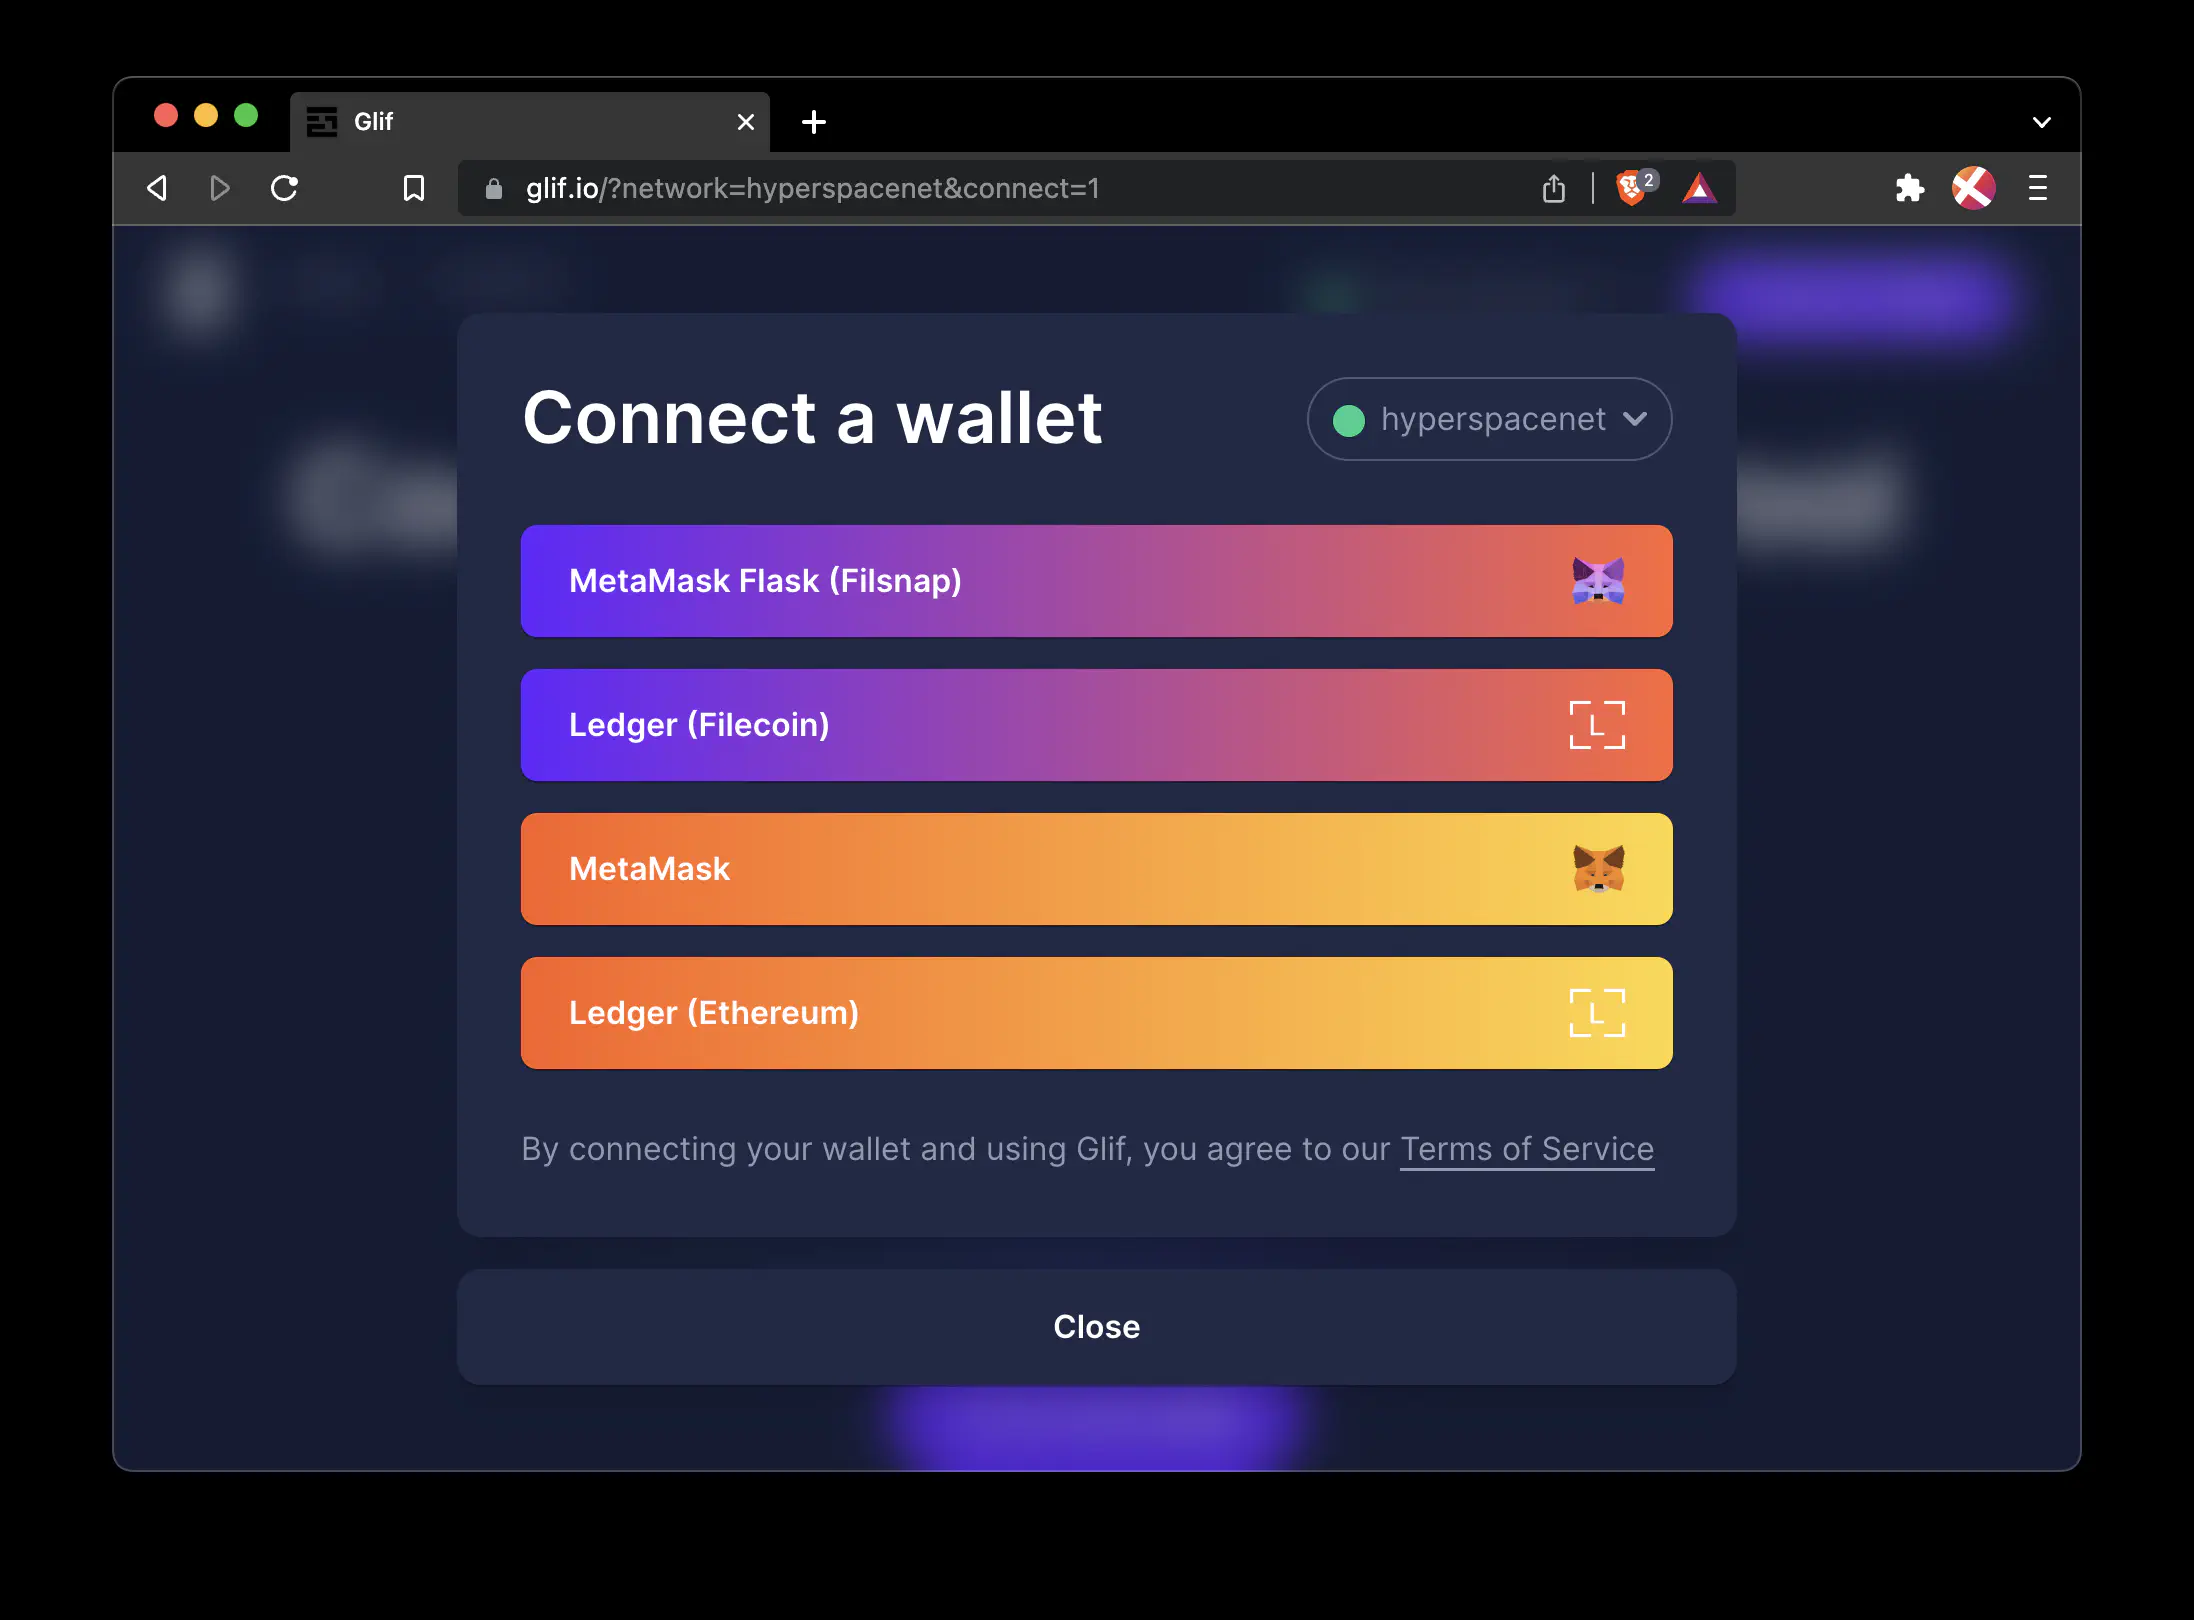 Glif
glif.io/?network=hyperspacenet&connect=1
2
Connect a wallet
hyperspacenet
MetaMask Flask (Filsnap)
Ledger (Filecoin)
L
MetaMask
Ledger (Ethereum)
L
By connecting your wallet and using Glif, you agree to our Terms of Service
Close